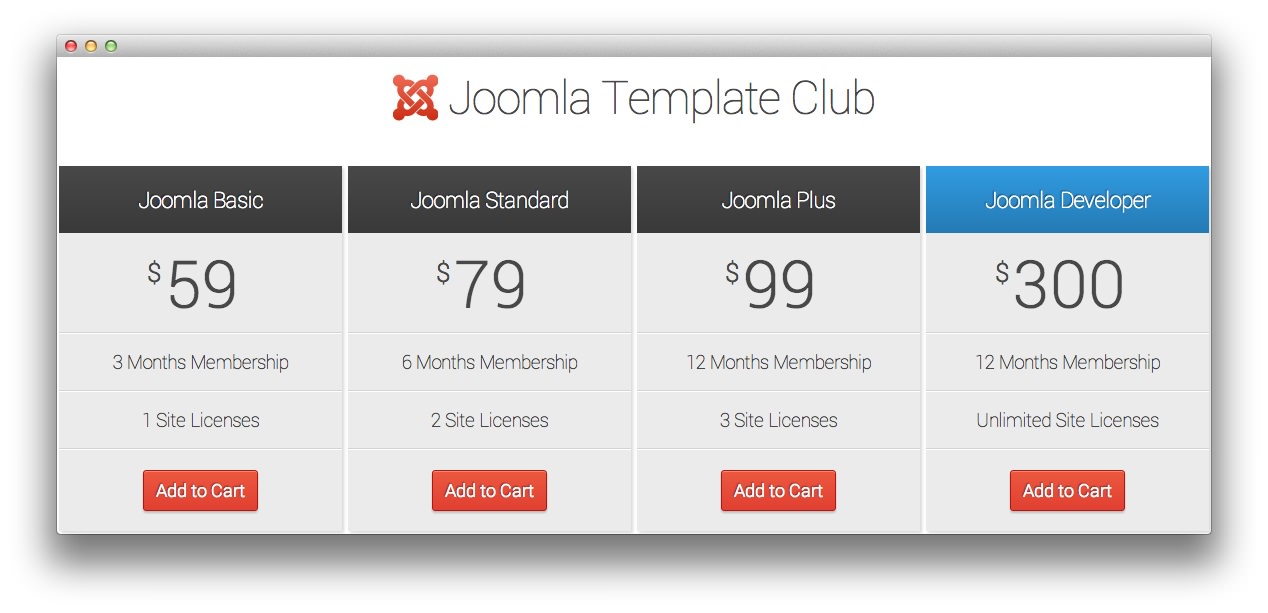 Joomla Template Club
Joomla Basic
$59
3 Months Membership
1 Site Licenses
Add to Cart
Joomla Standard
$79
6 Months Membership
2 Site Licenses
Add to Cart
Joomla Plus
$99
12 Months Membership
3 Site Licenses
Add to Cart
Joomla Developer
$300
12 Months Membership
Unlimited Site Licenses
Add to Cart